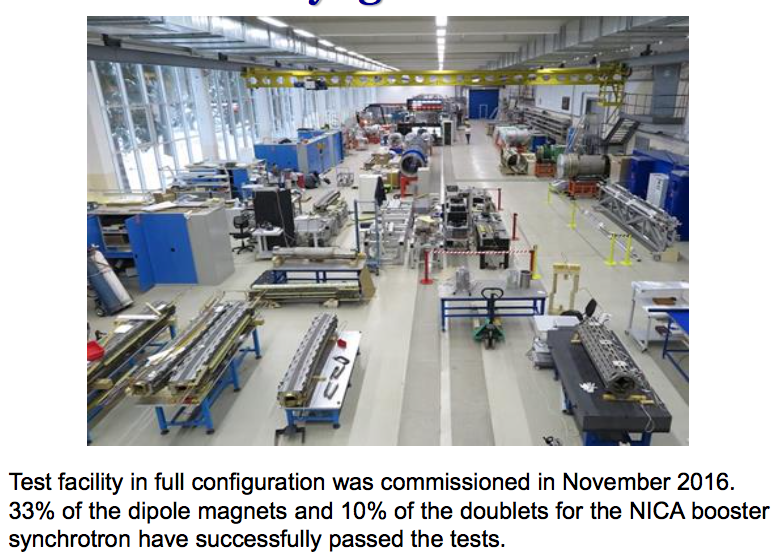 Test facility in full configuration was commissioned in November 2016.
33% of the dipole magnets and 10% of the doublets for the NICA booster
synchrotron have successfully passed the tests.